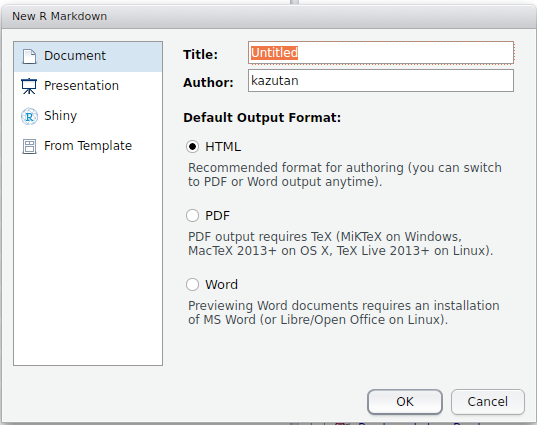 New R Markdown
Document
Presentation
Shiny
From Template
Title: Untitled
Author: kazutan
Default Output Format:
HTML
Recommended format for authoring (you can switch
to PDF or Word output anytime).
PDF
PDF output requires TeX (MiKTeX on Windows,
MacTeX 2013+ on OS X, TeX Live 2013+ on Linux).
Word
Previewing Word documents requires an installation
of MS Word (or Libre/Open Office on Linux).
OK Cancel